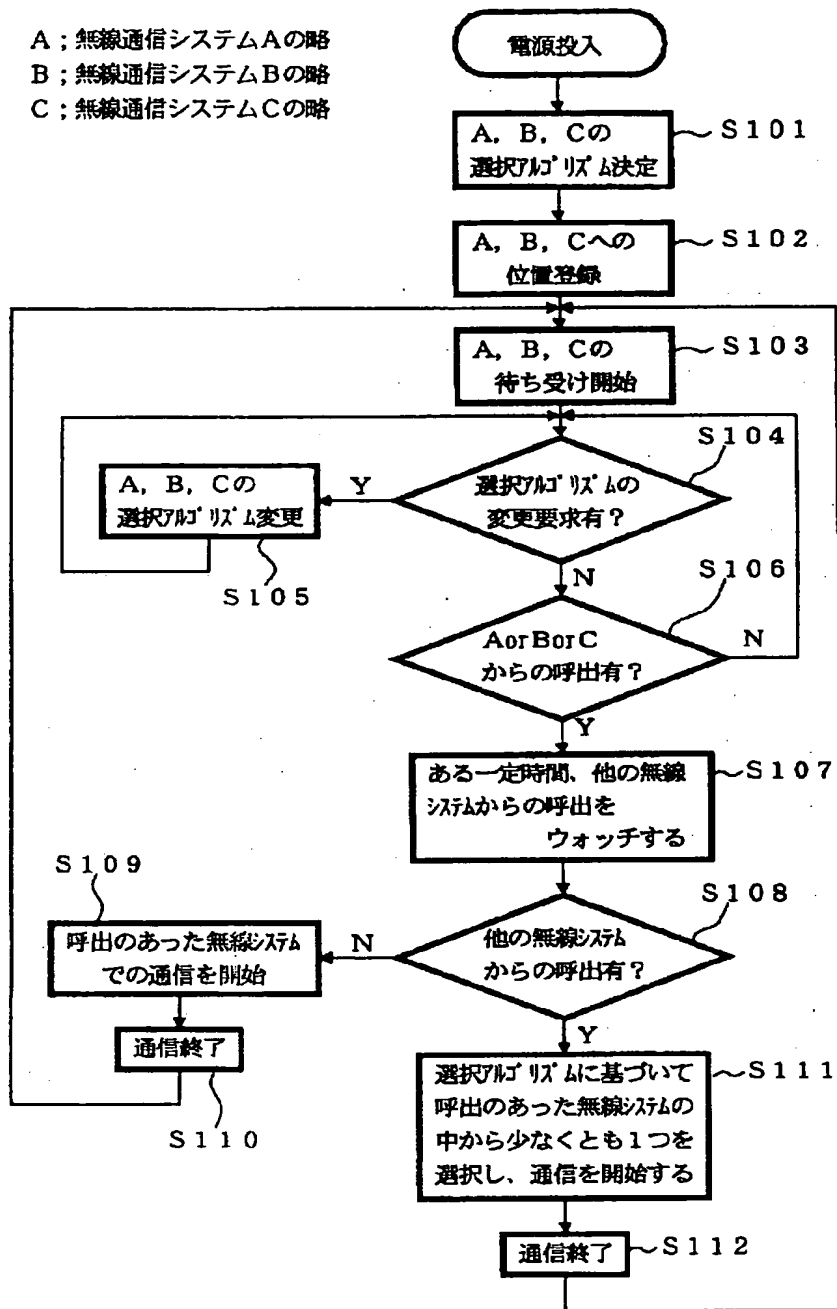 A；無線通信システムAの略
B；無線通信システムBの略
C；無線通信システムCの略
電源投入
A，B，Cの
選択アルゴリズム決定
S101
A，B，Cへの
位置登録
S102
A，B，Cの
待ち受け開始
S103
選択アルゴリズムの
変更要求有？
S104
Y
A，B，Cの
選択アルゴリズム変更
S105
N
AorBorC
からの呼出有？
S106
N
Y
ある一定時間、他の無線
システムからの呼出を
ウォッチする
S107
他の無線システム
からの呼出有？
S108
N
S109
呼出のあった無線システム
での通信を開始
通信終了
S110
Y
選択アルゴリズムに基づいて
呼出のあった無線システムの
中から少なくとも1つを
選択し、通信を開始する
S111
通信終了
S112